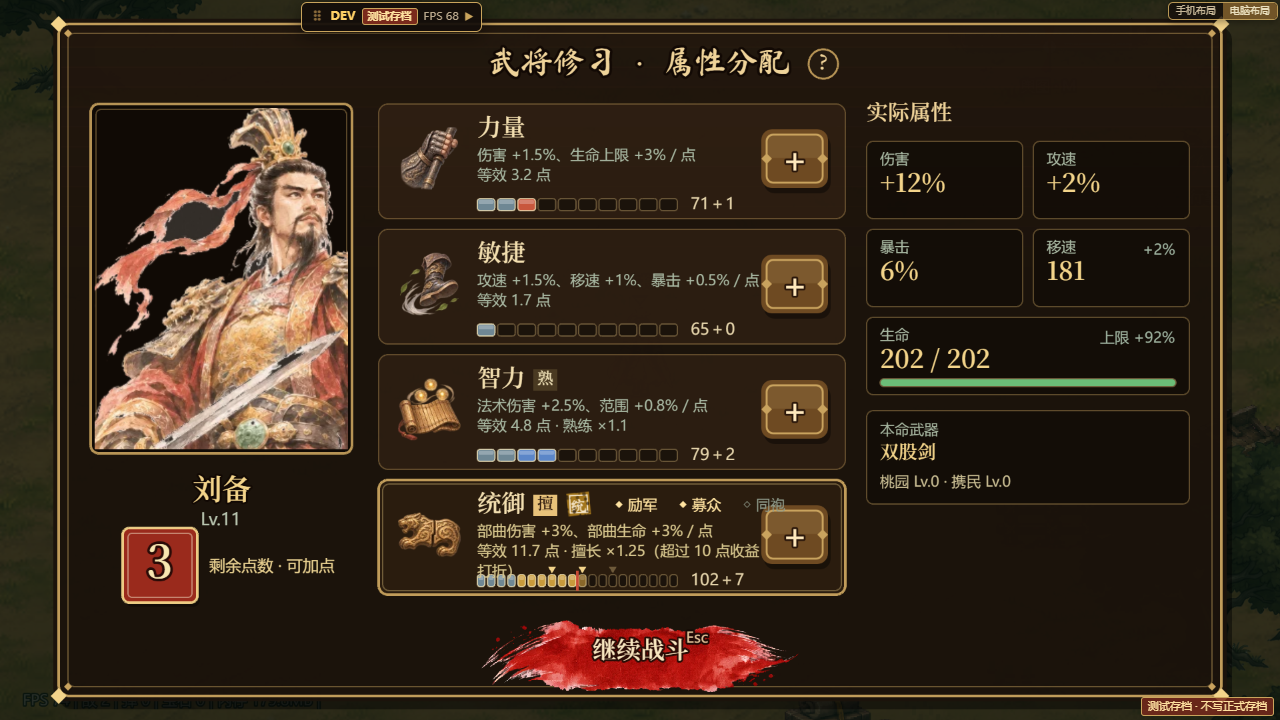 DEV 测试存档 FPS 68
手机布局 电脑布局
武将修习 · 属性分配 ?
刘备
Lv.11
3 剩余点数 · 可加点
力量
伤害 +1.5%、生命上限 +3% / 点
等效 3.2 点
71 + 1
+
敏捷
攻速 +1.5%、移速 +1%、暴击 +0.5% / 点
等效 1.7 点
65 + 0
+
智力 熟
法术伤害 +2.5%、范围 +0.8% / 点
等效 4.8 点 · 熟练 ×1.1
79 + 2
+
统御 擅 励军 募众 同袍
部曲伤害 +3%、部曲生命 +3% / 点
等效 11.7 点 · 擅长 ×1.25（超过 10 点收益
打折）
102 + 7
+
实际属性
伤害
+12%
攻速
+2%
暴击
6%
移速 +2%
181
生命 上限 +92%
202 / 202
本命武器
双股剑
桃园 Lv.0 · 携民 Lv.0
继续战斗 Esc
测试存档 · 不写正式存档